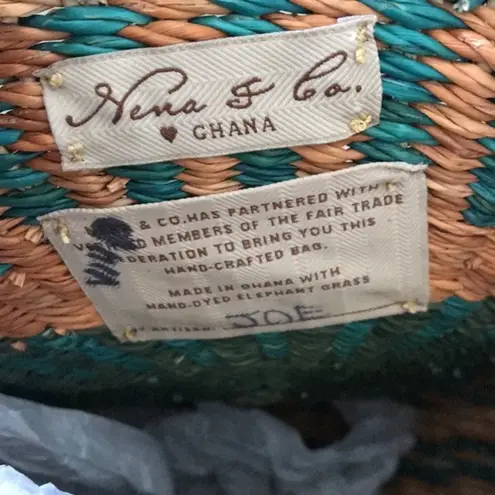 Nena & Co.
♥ GHANA
& CO. HAS PARTNERED WITH
MEMBERS OF THE FAIR TRADE
TO BRING YOU THIS
HAND-CRAFTED BAG.
MADE IN GHANA WITH
HAND-DYED ELEPHANT GRASS
ARTISAN: JOE